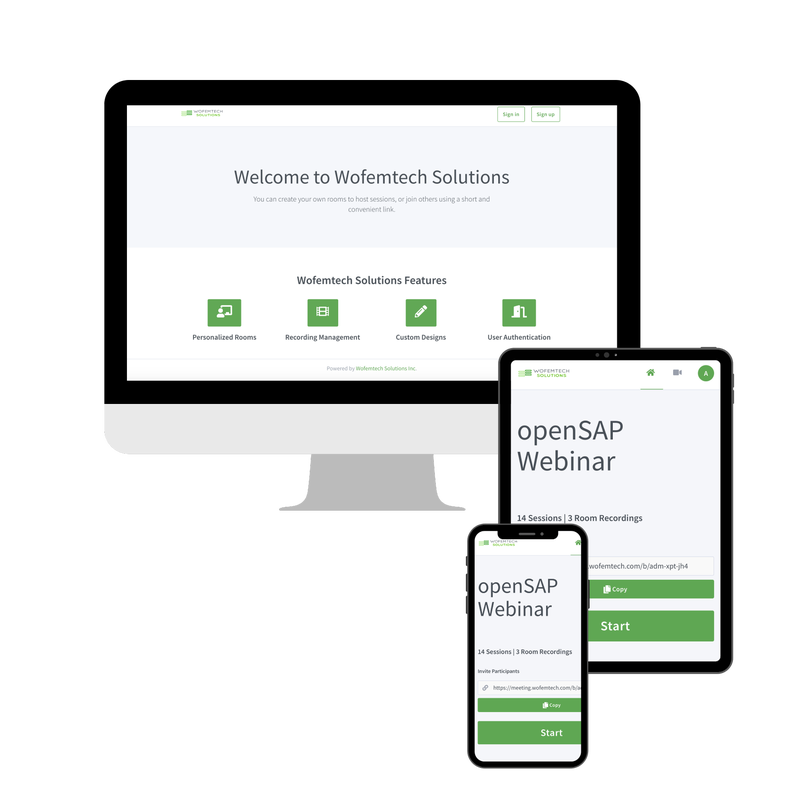 WOFEMTECH
SOLUTIONS
Sign in
Sign up
Welcome to Wofemtech Solutions
You can create your own rooms to host sessions, or join others using a short and
convenient link.
Wofemtech Solutions Features
Personalized Rooms
Recording Management
Custom Designs
User Authentication
Powered by Wofemtech Solutions Inc.
WOFEMTECH
SOLUTIONS
A
openSAP
Webinar
14 Sessions | 3 Room Recordings
.wofemtech.com/b/adm-xpt-jh4
Copy
Start
WOFEMTECH
SOLUTIONS
openSAP
Webinar
14 Sessions | 3 Room Recordings
Invite Participants
https://meeting.wofemtech.com/b/a
Copy
Start